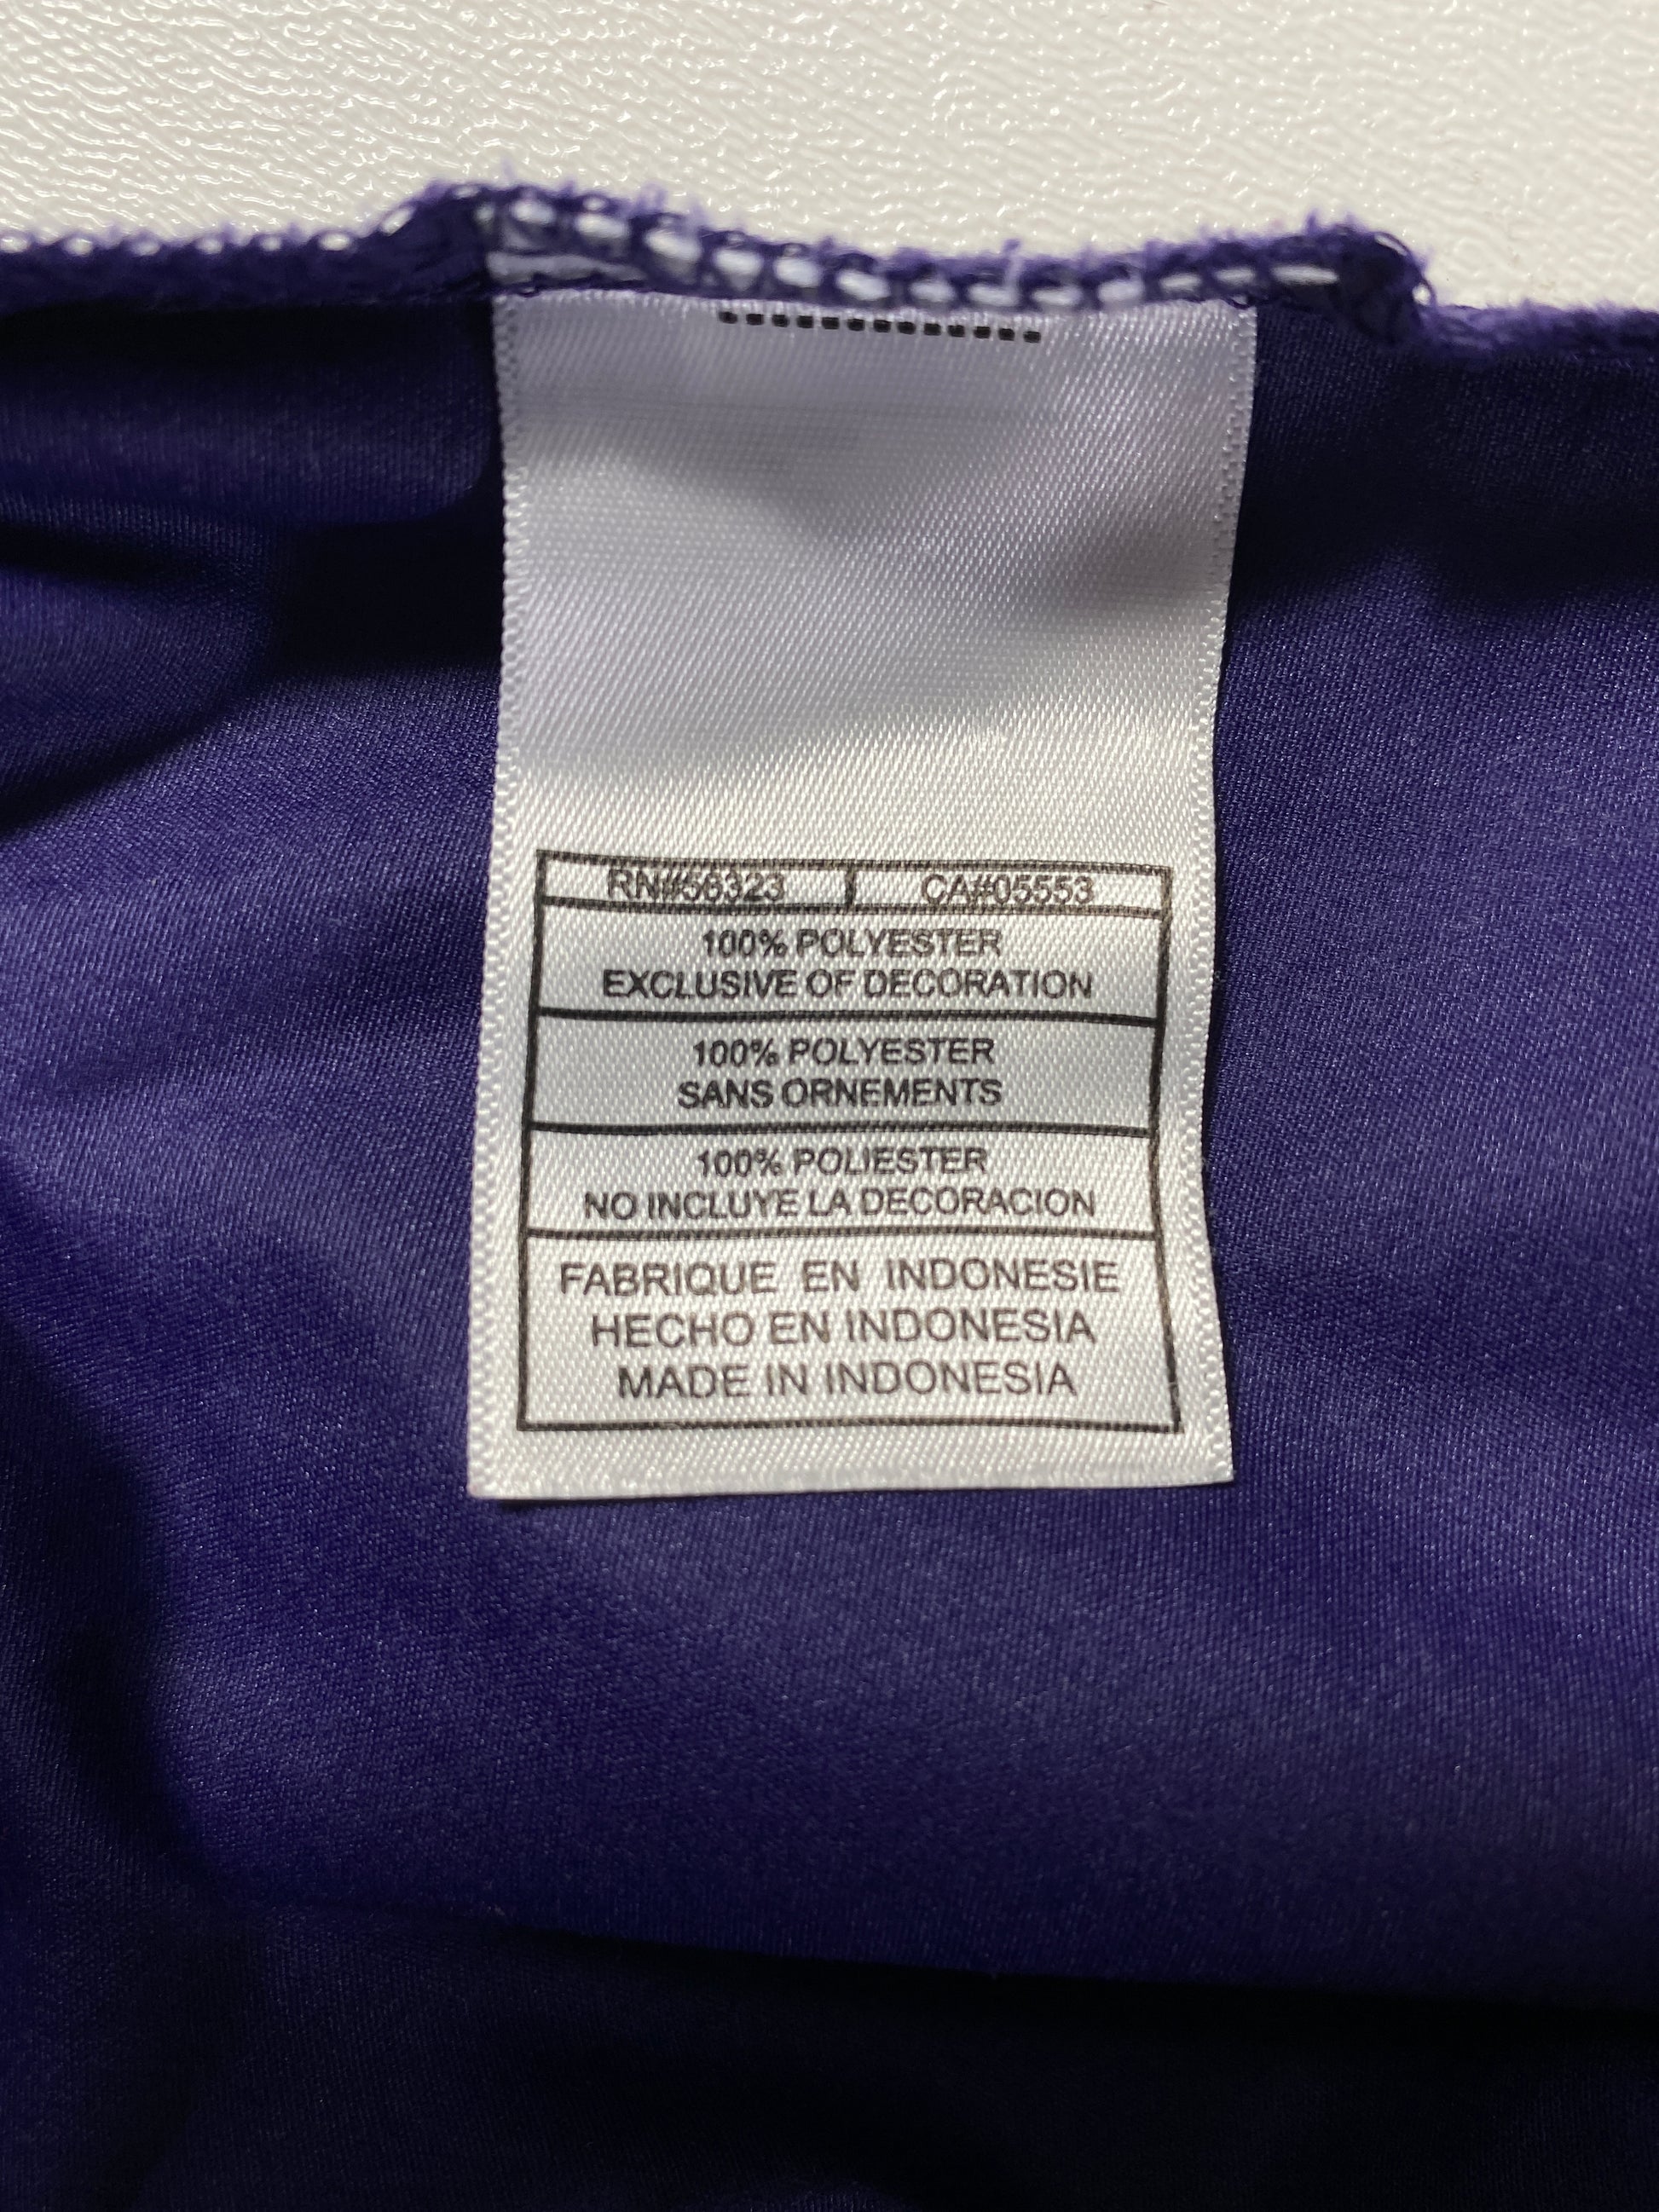 RN#56323 | CA#05553
100% POLYESTER
EXCLUSIVE OF DECORATION
100% POLYESTER
SANS ORNEMENTS
100% POLIESTER
NO INCLUYE LA DECORACION
FABRIQUE EN INDONESIE
HECHO EN INDONESIA
MADE IN INDONESIA